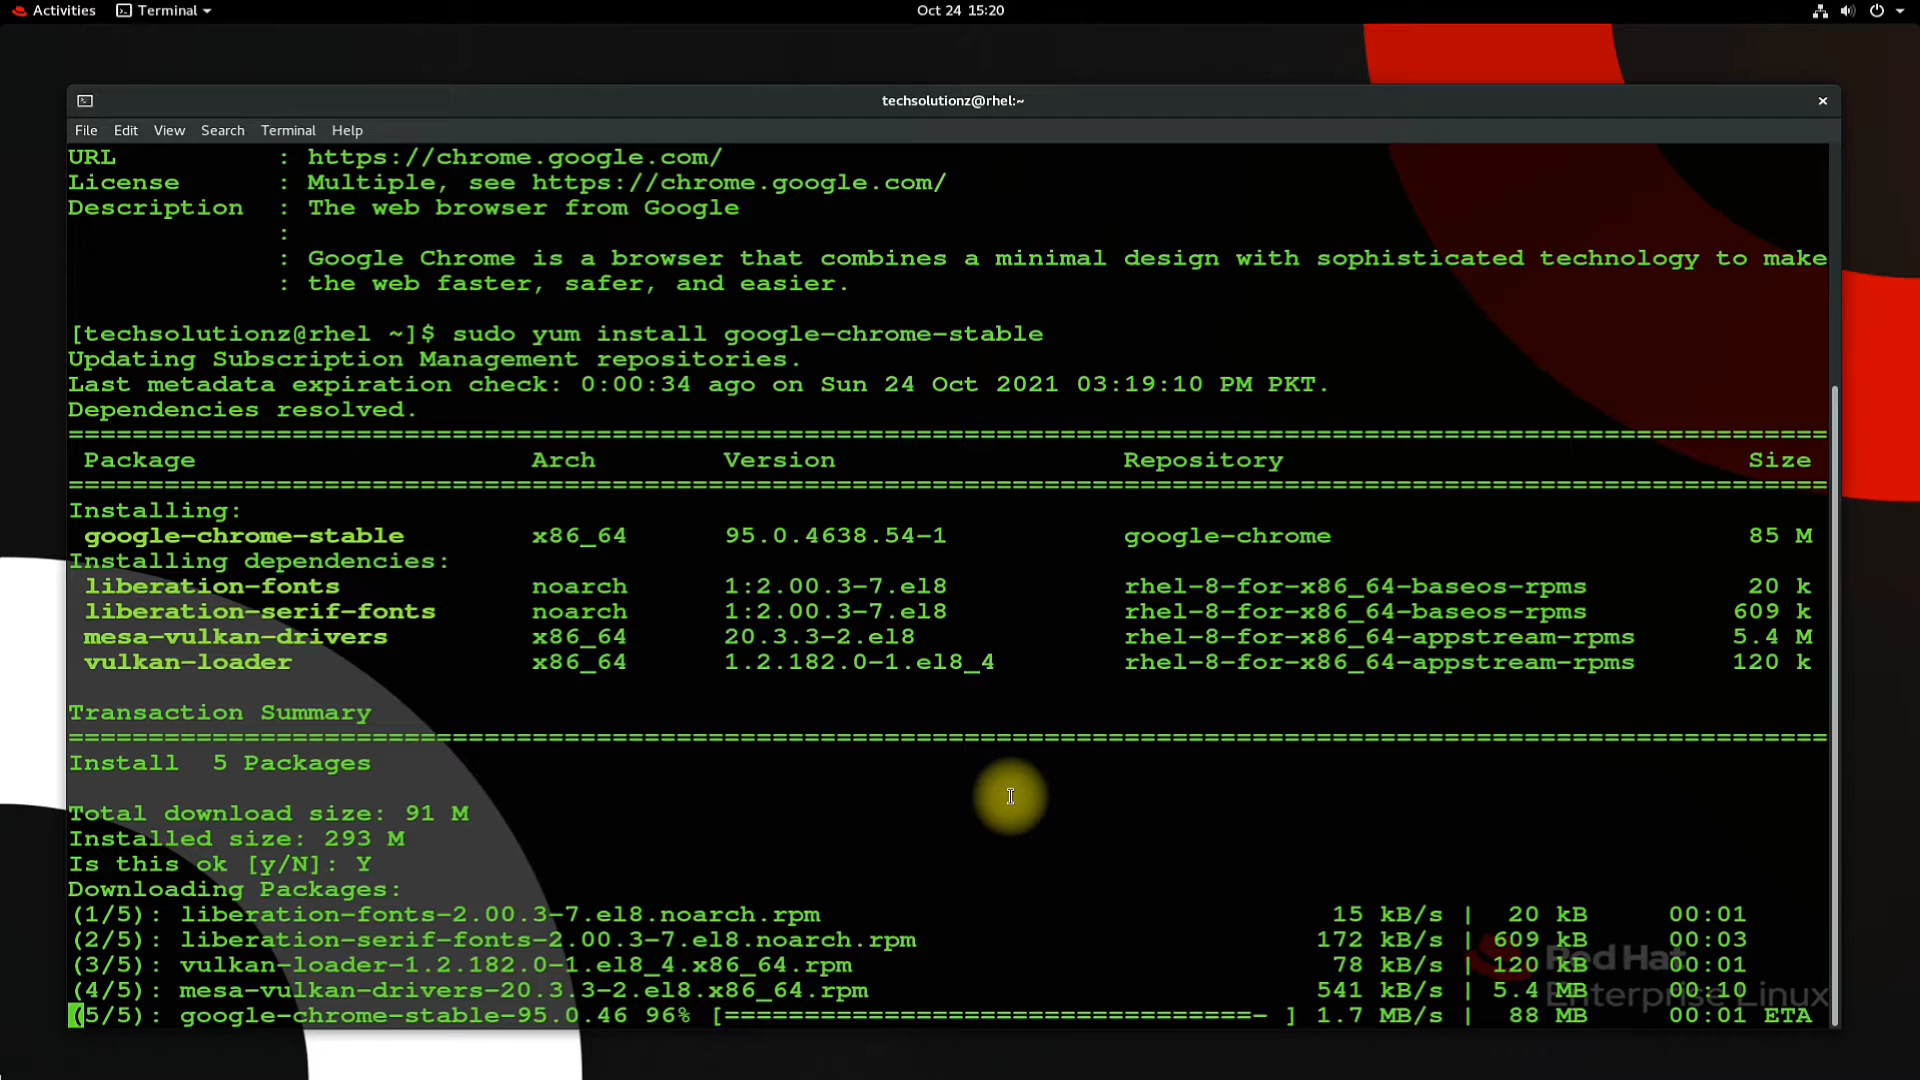 Activities Terminal Oct 24 15:20
techsolutionz@rhel:~
File Edit View Search Terminal Help
URL : https://chrome.google.com/
License : Multiple, see https://chrome.google.com/
Description : The web browser from Google
:
: Google Chrome is a browser that combines a minimal design with sophisticated technology to make
: the web faster, safer, and easier.
[techsolutionz@rhel ~]$ sudo yum install google-chrome-stable
Updating Subscription Management repositories.
Last metadata expiration check: 0:00:34 ago on Sun 24 Oct 2021 03:19:10 PM PKT.
Dependencies resolved.
==============================================================================================================
Package Arch Version Repository Size
==============================================================================================================
Installing:
google-chrome-stable x86_64 95.0.4638.54-1 google-chrome 85 M
Installing dependencies:
liberation-fonts noarch 1:2.00.3-7.el8 rhel-8-for-x86_64-baseos-rpms 20 k
liberation-serif-fonts noarch 1:2.00.3-7.el8 rhel-8-for-x86_64-baseos-rpms 609 k
mesa-vulkan-drivers x86_64 20.3.3-2.el8 rhel-8-for-x86_64-appstream-rpms 5.4 M
vulkan-loader x86_64 1.2.182.0-1.el8_4 rhel-8-for-x86_64-appstream-rpms 120 k
Transaction Summary
==============================================================================================================
Install 5 Packages
Total download size: 91 M
Installed size: 293 M
Is this ok [y/N]: Y
Downloading Packages:
(1/5): liberation-fonts-2.00.3-7.el8.noarch.rpm 15 kB/s | 20 kB 00:01
(2/5): liberation-serif-fonts-2.00.3-7.el8.noarch.rpm 172 kB/s | 609 kB 00:03
(3/5): vulkan-loader-1.2.182.0-1.el8_4.x86_64.rpm 78 kB/s | 120 kB 00:01
(4/5): mesa-vulkan-drivers-20.3.3-2.el8.x86_64.rpm 541 kB/s | 5.4 MB 00:10
(5/5): google-chrome-stable-95.0.46 96% [=================================- ] 1.7 MB/s | 88 MB 00:01 ETA
Red Hat
Enterprise Linux